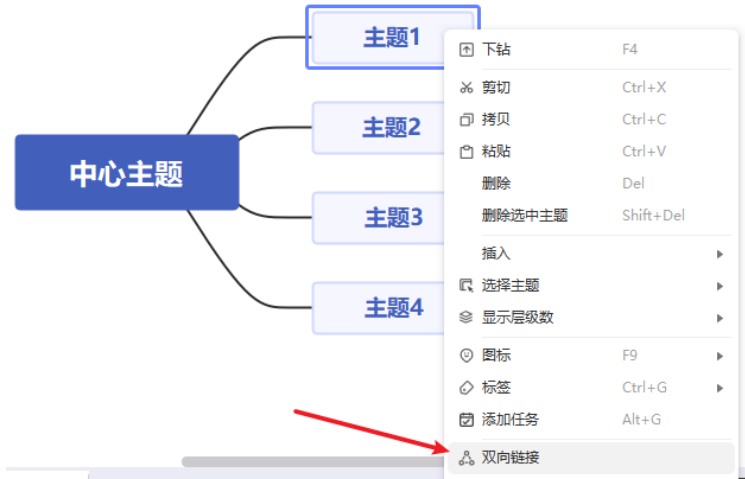 中心主题
主题1
主题2
主题3
主题4
下钻 F4
剪切 Ctrl+X
拷贝 Ctrl+C
粘贴 Ctrl+V
删除 Del
删除选中主题 Shift+Del
插入
选择主题
显示层级数
图标 F9
标签 Ctrl+G
添加任务 Alt+G
双向链接